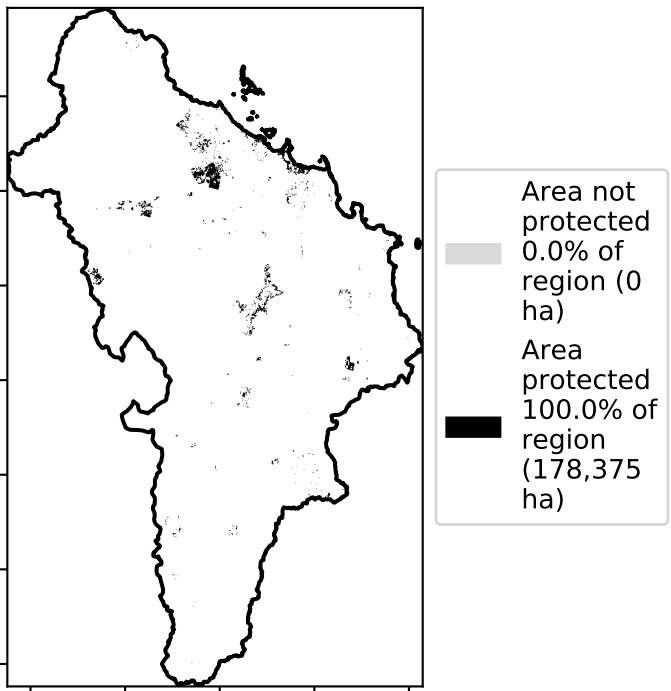 Area not
protected
0.0% of
region (0
ha)
Area
protected
100.0% of
region
(178,375
ha)